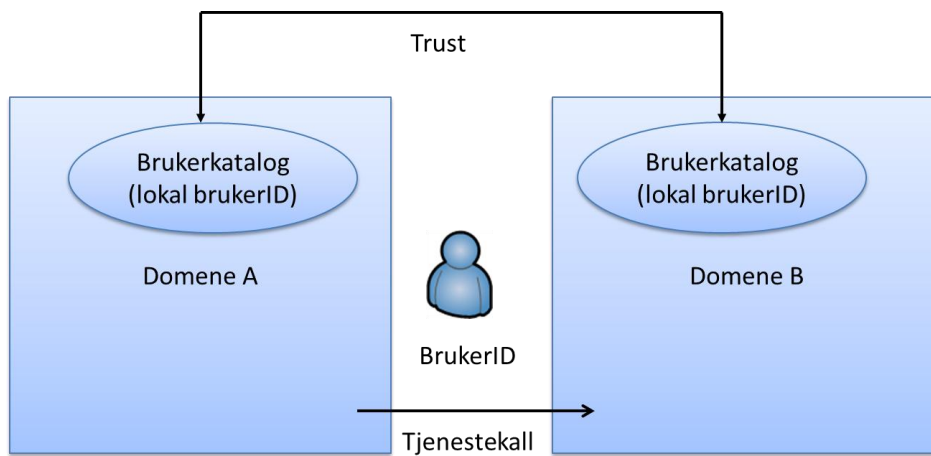 Trust
Brukerkatalog
(lokal brukerID)
Brukerkatalog
(lokal brukerID)
Domene A
Domene B
BrukerID
Tjenestekall